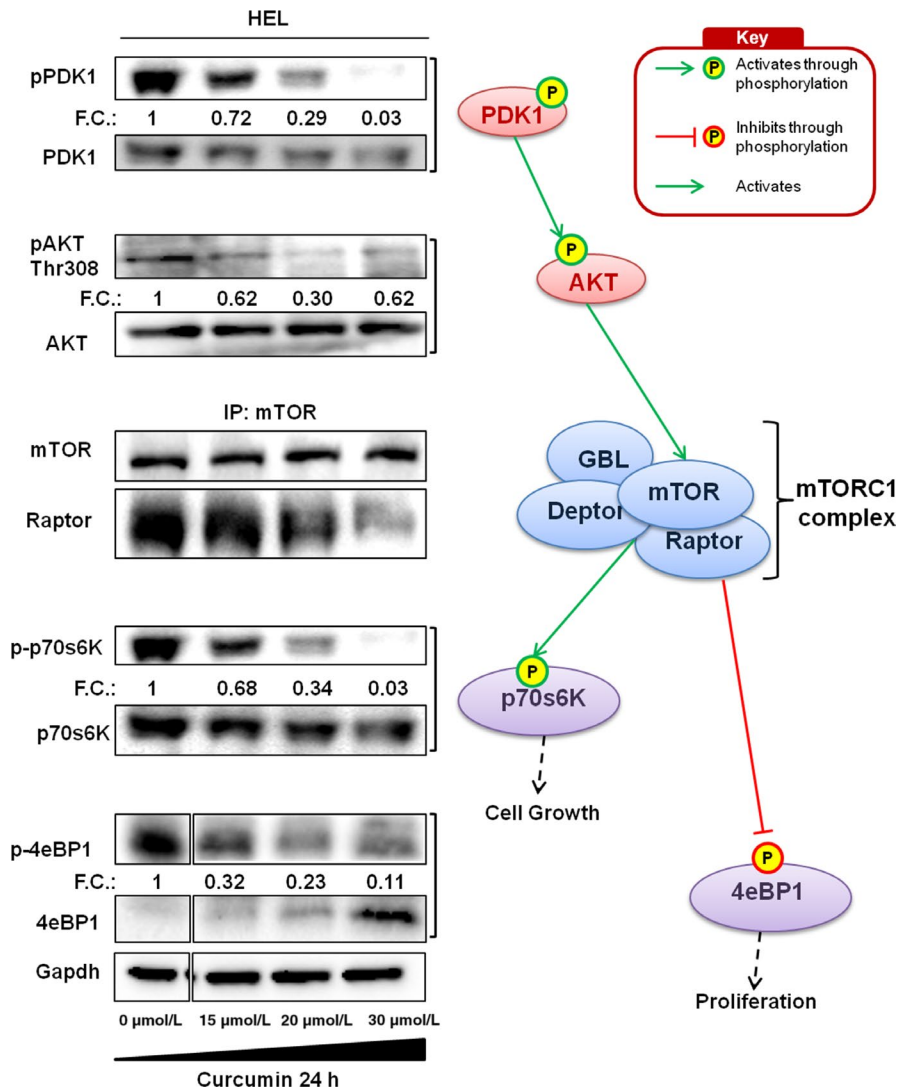 HEL
pPDK1
F.C.: 1 0.72 0.29 0.03
PDK1
pAKT
Thr308
F.C.: 1 0.62 0.30 0.62
AKT
IP: mTOR
mTOR
Raptor
p-p70s6K
F.C.: 1 0.68 0.34 0.03
p70s6K
p-4eBP1
F.C.: 1 0.32 0.23 0.11
4eBP1
Gapdh
0 µmol/L 15 µmol/L 20 µmol/L 30 µmol/L
Curcumin 24 h
Key
P Activates through
phosphorylation
P Inhibits through
phosphorylation
Activates
P
PDK1
P
AKT
GBL
mTOR
Deptor
Raptor
mTORC1
complex
P
p70s6K
Cell Growth
P
4eBP1
Proliferation